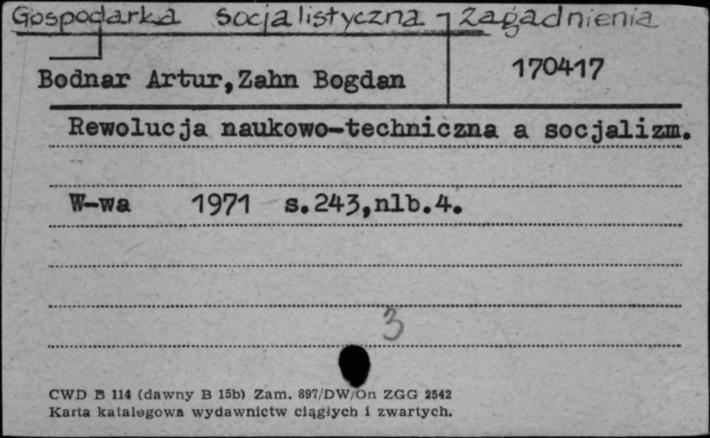 Gospodarka socjalistyczna - zagadnienia
Bodnar Artur,Zahn Bogdan
170417
Rewolucja naukowo-techniczna a socjalizm.
W-wa 1971 s.243,nlb.4.
3
CWD B 114 (dawny B 15b) Zam. 897/DW/On ZGG 2542
Karta katalogowa wydawnictw ciągłych i zwartych.